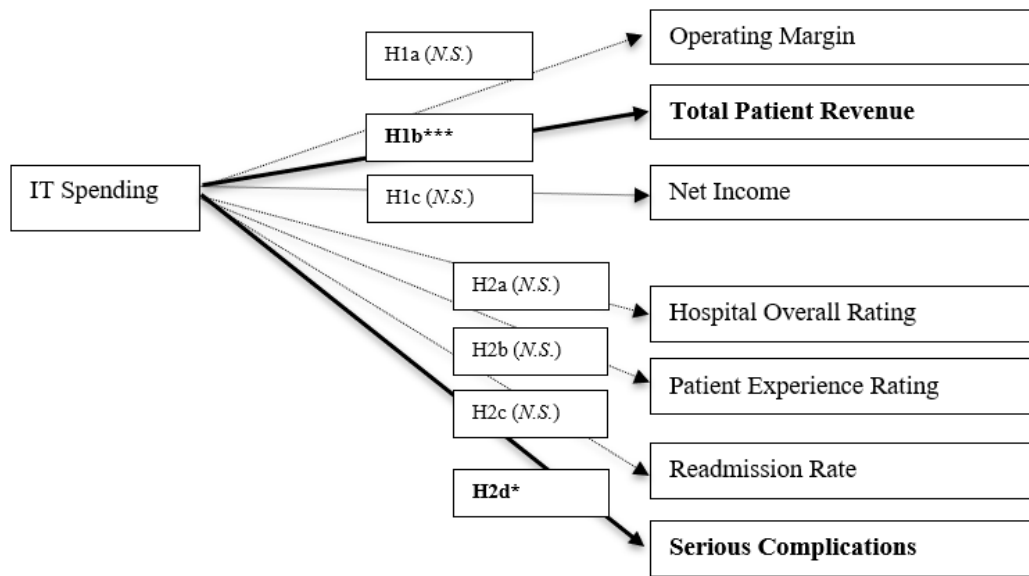 H1a (N.S.)
Operating Margin
H1b***
Total Patient Revenue
IT Spending
H1c (N.S.)
Net Income
H2a (N.S.)
Hospital Overall Rating
H2b (N.S.)
Patient Experience Rating
H2c (N.S.)
Readmission Rate
H2d*
Serious Complications